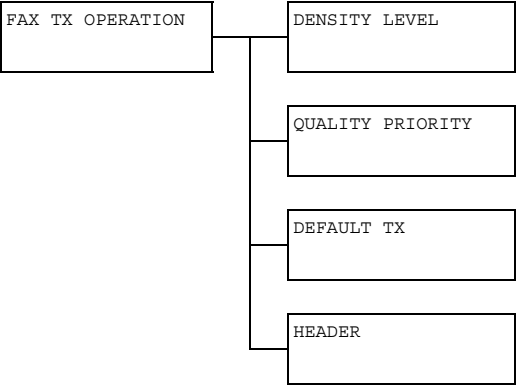 FAX TX OPERATION
DENSITY LEVEL
QUALITY PRIORITY
DEFAULT TX
HEADER